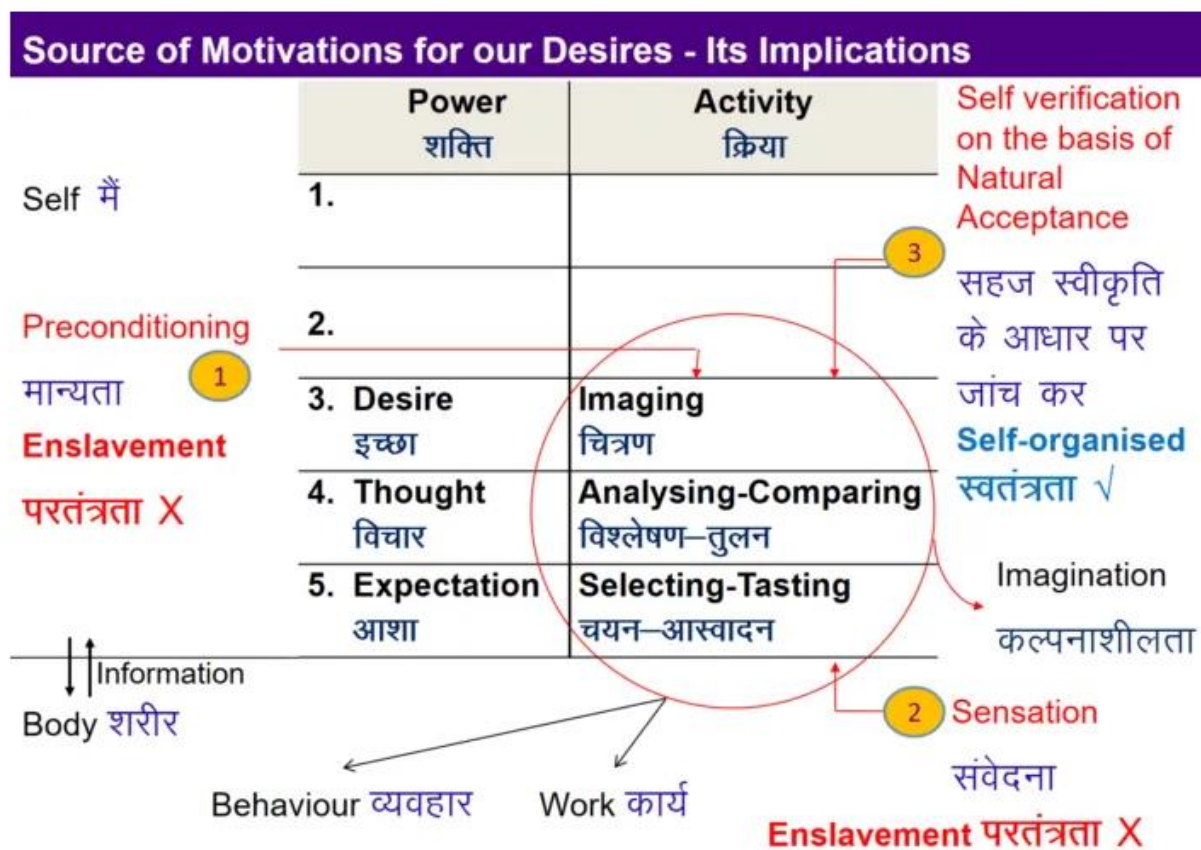 Source of Motivations for our Desires - Its Implications
Power
शक्ति
Activity
क्रिया
Self मैं
1.
2.
3. Desire
इच्छा
Imaging
चित्रण
4. Thought
विचार
Analysing-Comparing
विश्लेषण–तुलन
5. Expectation
आशा
Selecting-Tasting
चयन–आस्वादन
Preconditioning
मान्यता
1
Enslavement
परतंत्रता X
Self verification
on the basis of
Natural
Acceptance
3
सहज स्वीकृति
के आधार पर
जांच कर
Self-organised
स्वतंत्रता √
Imagination
कल्पनाशीलता
Information
Body शरीर
2
Sensation
संवेदना
Enslavement परतंत्रता X
Behaviour व्यवहार
Work कार्य